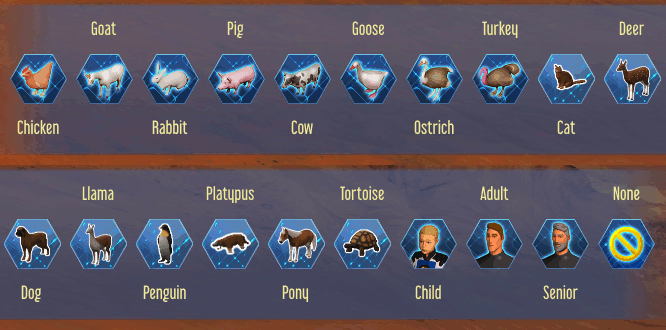 Goat Pig Goose Turkey Deer
Chicken Rabbit Cow Ostrich Cat
Llama Platypus Tortoise Adult None
Dog Penguin Pony Child Senior